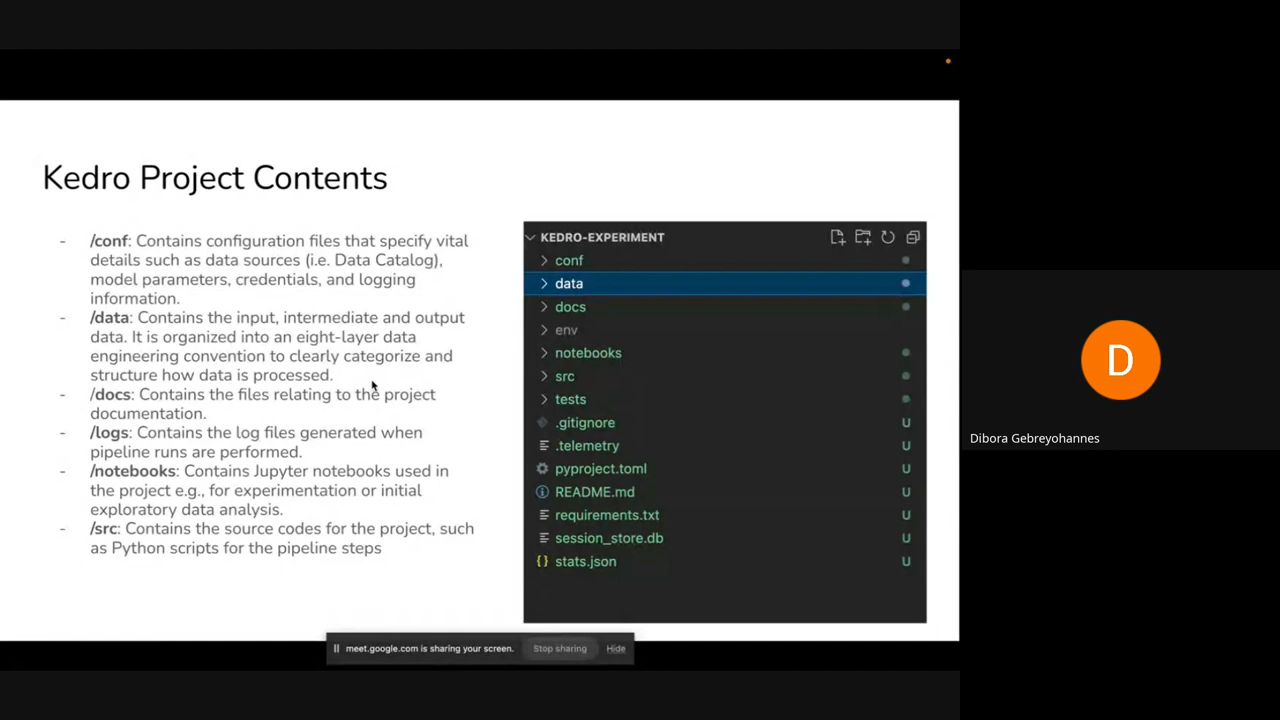 Kedro Project Contents
- /conf: Contains configuration files that specify vital
details such as data sources (i.e. Data Catalog),
model parameters, credentials, and logging
information.
- /data: Contains the input, intermediate and output
data. It is organized into an eight-layer data
engineering convention to clearly categorize and
structure how data is processed.
- /docs: Contains the files relating to the project
documentation.
- /logs: Contains the log files generated when
pipeline runs are performed.
- /notebooks: Contains Jupyter notebooks used in
the project e.g., for experimentation or initial
exploratory data analysis.
- /src: Contains the source codes for the project, such
as Python scripts for the pipeline steps
KEDRO-EXPERIMENT
conf
data
docs
env
notebooks
src
tests
.gitignore U
.telemetry U
pyproject.toml U
README.md U
requirements.txt U
session_store.db U
{} stats.json U
meet.google.com is sharing your screen. Stop sharing Hide
D
Dibora Gebreyohannes